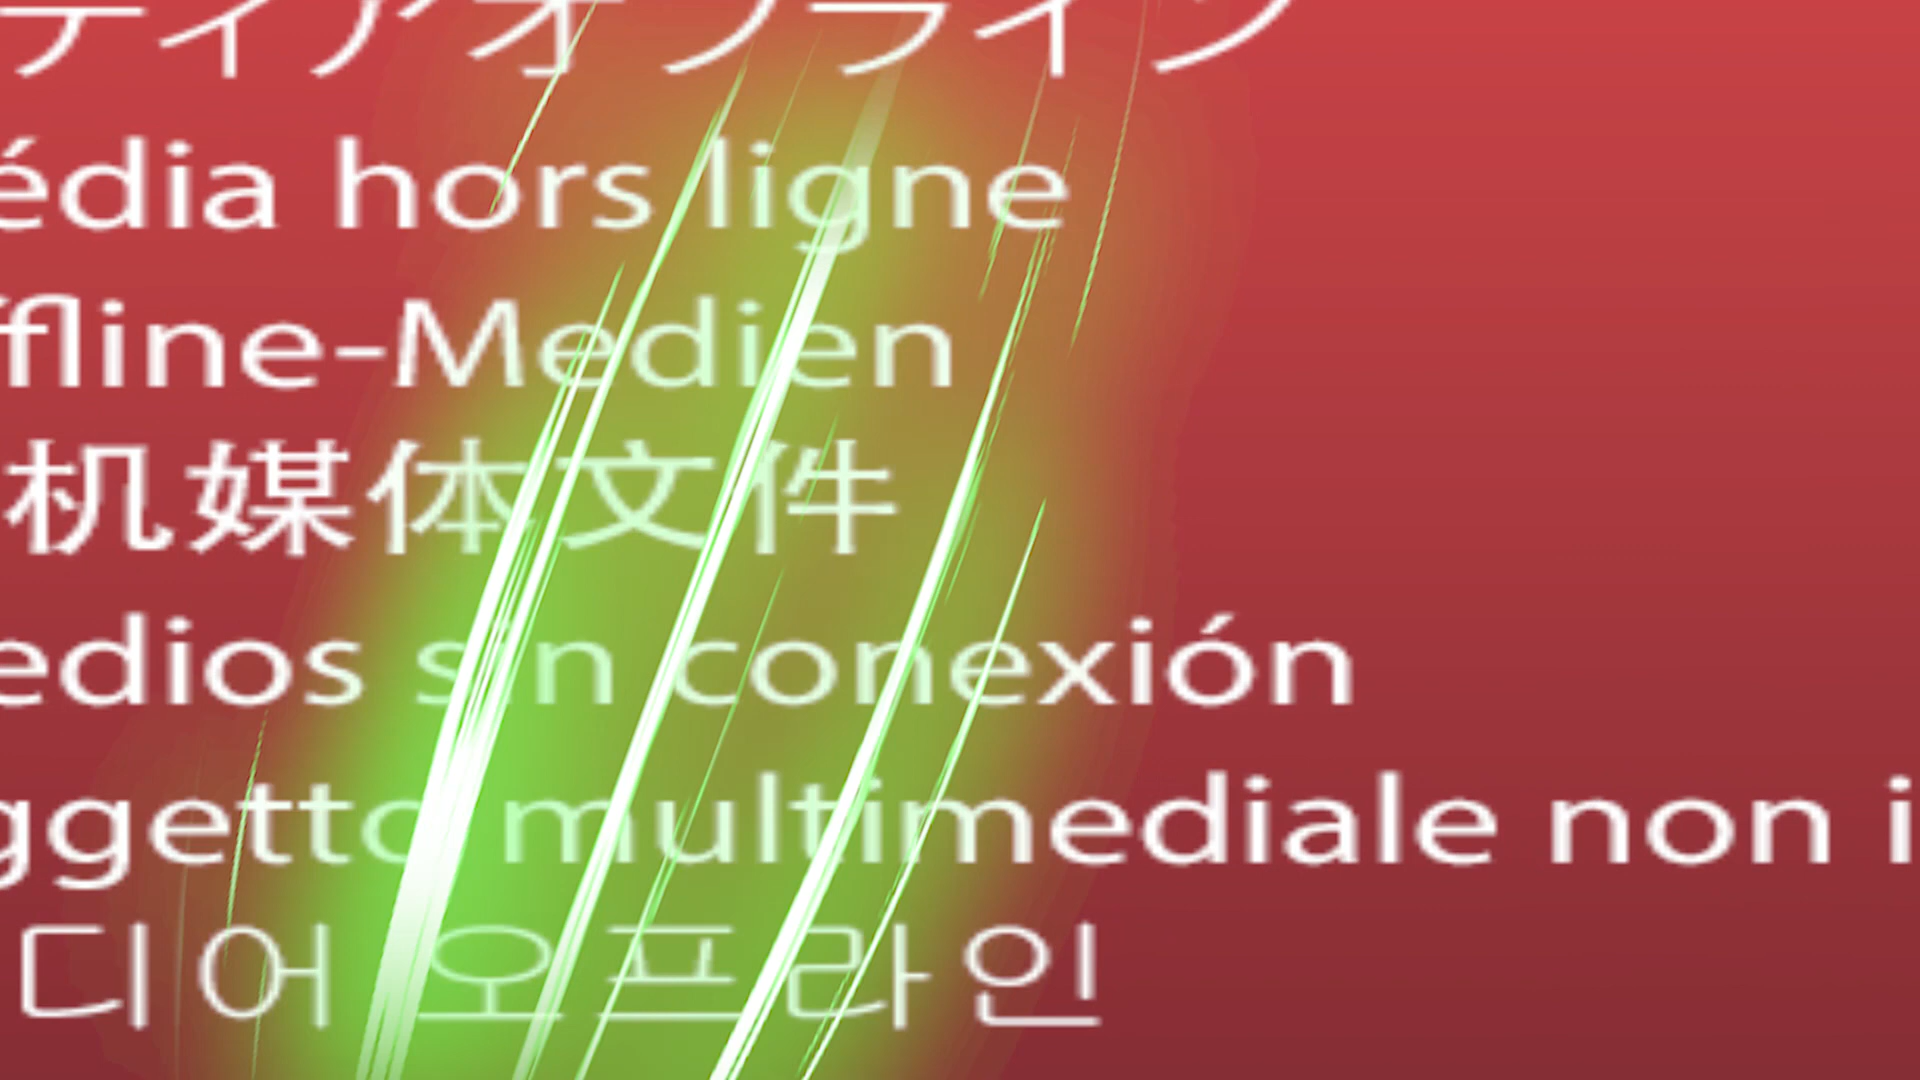 ディアオフライン
édia hors ligne
ffline-Medien
机媒体文件
edios sin conexión
ggetto multimediale non i
디어 오프라인